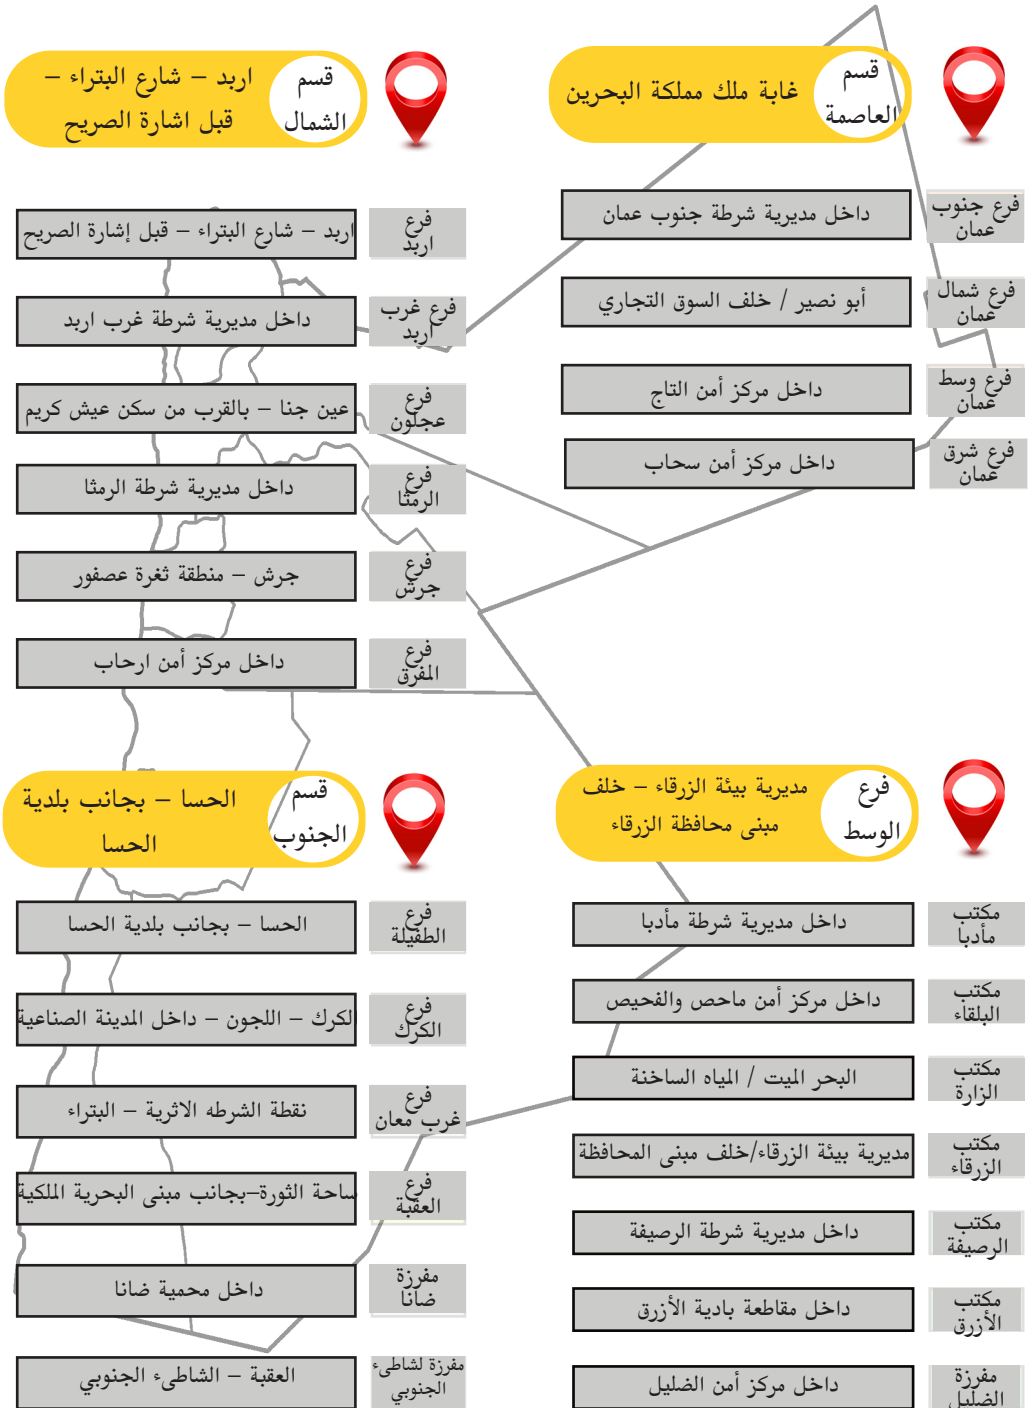 قسم
العاصمة
غابة ملك مملكة البحرين
فرع جنوب
عمان
داخل مديرية شرطة جنوب عمان
فرع شمال
عمان
أبو نصير / خلف السوق التجاري
فرع وسط
عمان
داخل مركز أمن التاج
فرع شرق
عمان
داخل مركز أمن سحاب
قسم
الشمال
اربد – شارع البتراء –
قبل اشارة الصريح
فرع
اربد
اربد – شارع البتراء – قبل إشارة الصريح
فرع غرب
اربد
داخل مديرية شرطة غرب اربد
فرع
عجلون
عين جنا – بالقرب من سكن عيش كريم
فرع
الرمثا
داخل مديرية شرطة الرمثا
فرع
جرش
جرش – منطقة ثغرة عصفور
فرع
المفرق
داخل مركز أمن ارحاب
فرع
الوسط
مديرية بيئة الزرقاء – خلف
مبنى محافظة الزرقاء
مكتب
مأدبا
داخل مديرية شرطة مأدبا
مكتب
البلقاء
داخل مركز أمن ماحص والفحيص
مكتب
الزارة
البحر الميت / المياه الساخنة
مكتب
الزرقاء
مديرية بيئة الزرقاء/خلف مبنى المحافظة
مكتب
الرصيفة
داخل مديرية شرطة الرصيفة
مكتب
الأزرق
داخل مقاطعة بادية الأزرق
مفرزة
الضليل
داخل مركز أمن الضليل
قسم
الجنوب
الحسا – بجانب بلدية
الحسا
فرع
الطفيلة
الحسا – بجانب بلدية الحسا
فرع
الكرك
الكرك – اللجون – داخل المدينة الصناعية
فرع
غرب معان
نقطة الشرطه الاثرية – البتراء
فرع
العقبة
ساحة الثورة–بجانب مبنى البحرية الملكية
مفرزة
ضانا
داخل محمية ضانا
مفرزة لشاطىء
الجنوبي
العقبة – الشاطىء الجنوبي